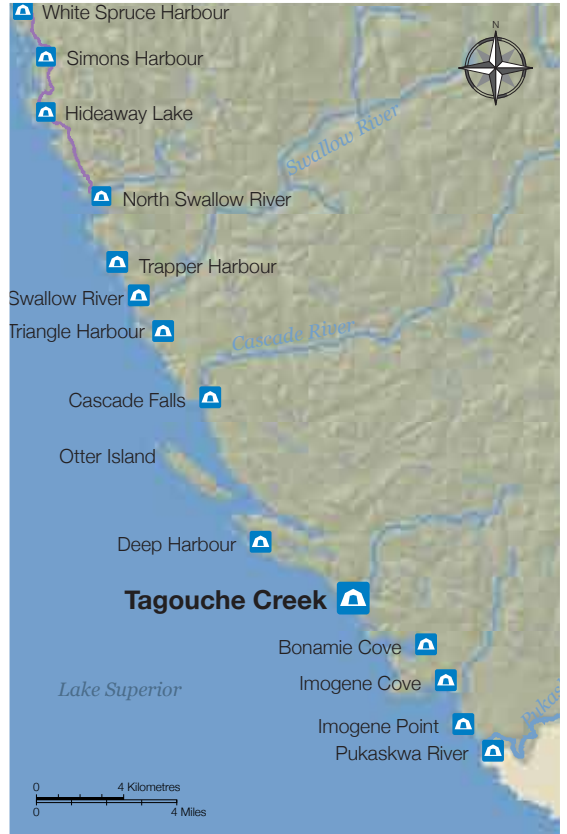 White Spruce Harbour
N
Simons Harbour
Hideaway Lake
Swallow River
North Swallow River
Trapper Harbour
Swallow River
Triangle Harbour
Cascade River
Cascade Falls
Otter Island
Deep Harbour
Tagouche Creek
Bonamie Cove
Imogene Cove
Lake Superior
Imogene Point
Pukaskwa River
0 4 Kilometres
0 4 Miles